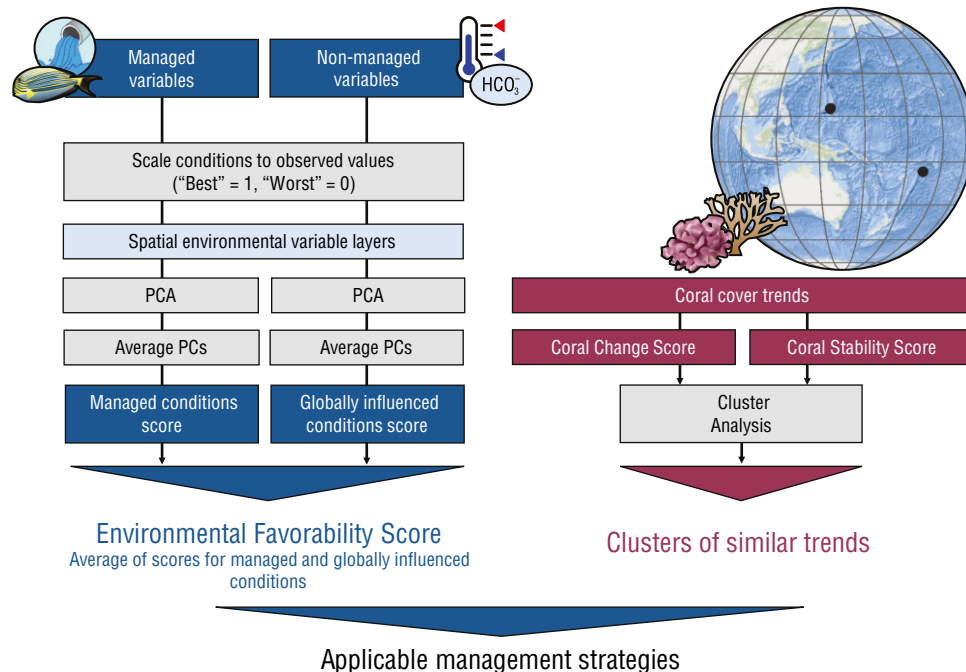 Managed
variables
Non-managed
variables
HCO₃⁻
Scale conditions to observed values
(“Best” = 1, “Worst” = 0)
Spatial environmental variable layers
PCA
PCA
Average PCs
Average PCs
Managed conditions
score
Globally influenced
conditions score
Environmental Favorability Score
Average of scores for managed and globally influenced
conditions
Coral cover trends
Coral Change Score
Coral Stability Score
Cluster
Analysis
Clusters of similar trends
Applicable management strategies